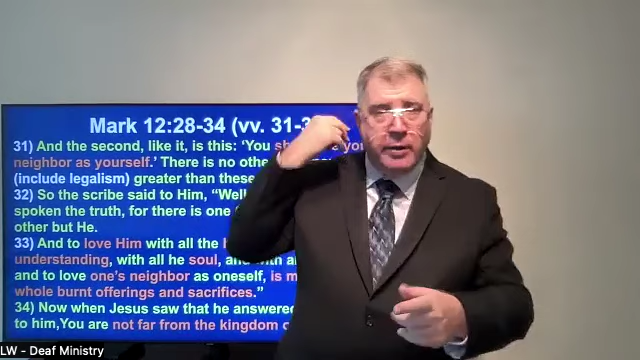 Mark 12:28-34 (vv. 31-3
31) And the second, like it, is this: 'You
neighbor as yourself.' There is no othe
(include legalism) greater than these
32) So the scribe said to Him, "Well
spoken the truth, for there is one
other but He.
33) And to love Him with all the
understanding, with all he soul, and with
and to love one's neighbor as oneself, is
whole burnt offerings and sacrifices."
34) Now when Jesus saw that he answered
to him,You are not far from the kingdom
LW - Deaf Ministry